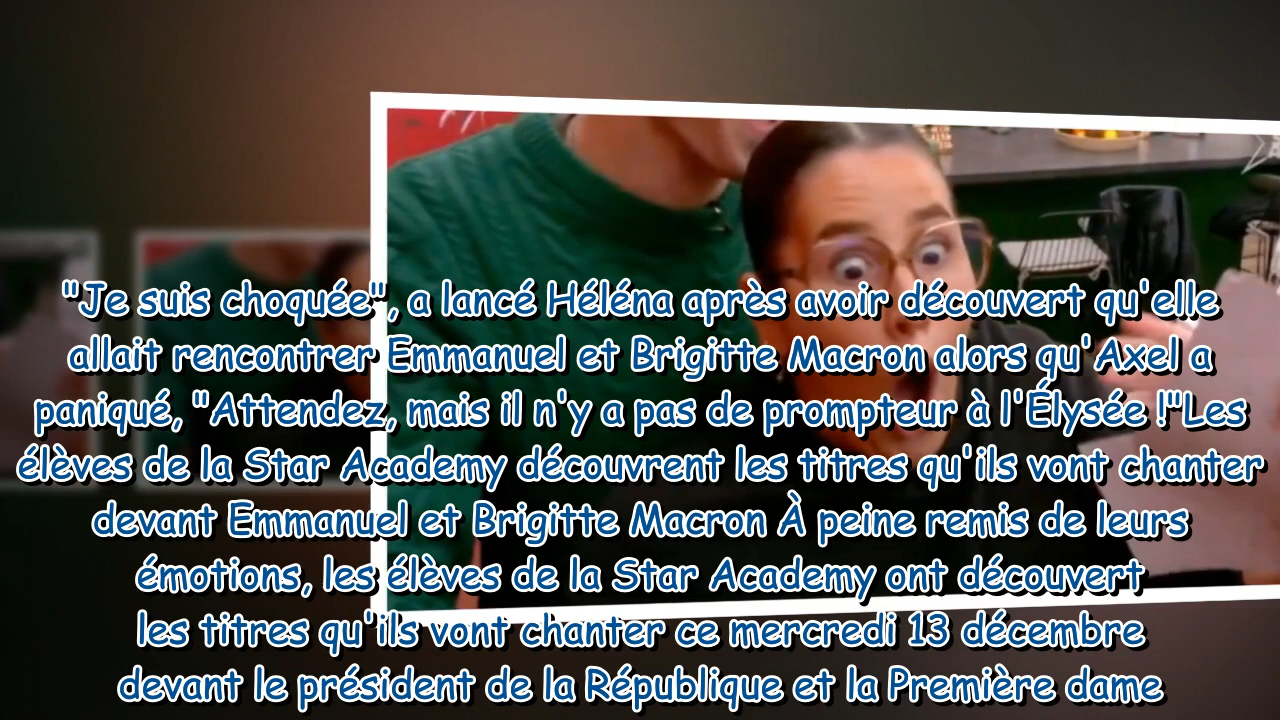 "Je suis choquée", a lancé Héléna après avoir découvert qu'elle
allait rencontrer Emmanuel et Brigitte Macron alors qu'Axel a
paniqué, "Attendez, mais il n'y a pas de prompteur à l'Élysée !"Les
élèves de la Star Academy découvrent les titres qu'ils vont chanter
devant Emmanuel et Brigitte Macron À peine remis de leurs
émotions, les élèves de la Star Academy ont découvert
les titres qu'ils vont chanter ce mercredi 13 décembre
devant le président de la République et la Première dame